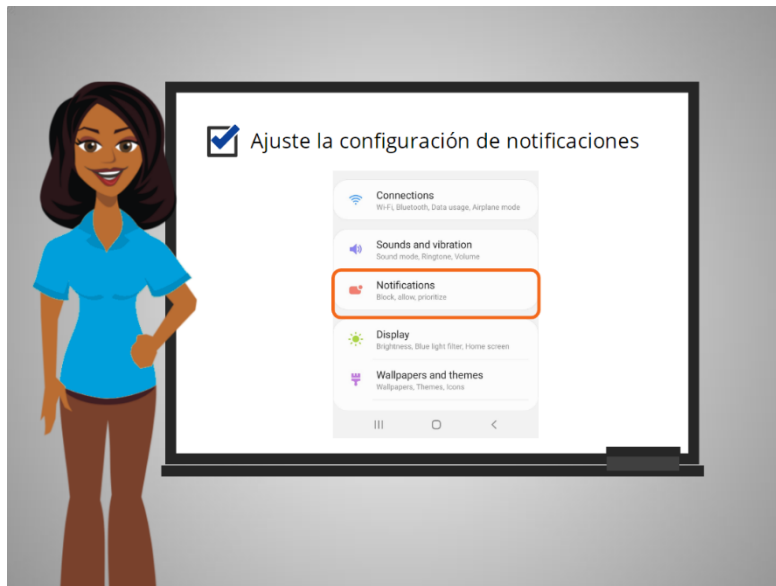 Ajuste la configuración de notificaciones
Connections
Wi-Fi, Bluetooth, Data usage, Airplane mode
Sounds and vibration
Sound mode, Ringtone, Volume
Notifications
Block, allow, prioritize
Display
Brightness, Blue light filter, Home screen
Wallpapers and themes
Wallpapers, Themes, Icons